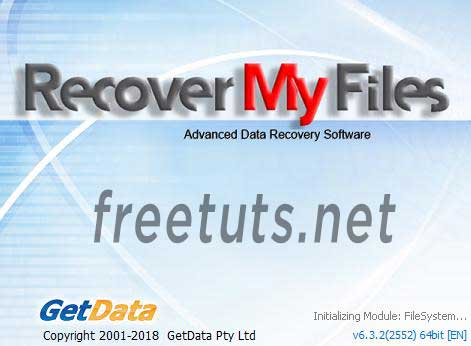 Recover My Files
Advanced Data Recovery Software
freetuts.net
GetData
Initializing Module: FileSystem...
Copyright 2001-2018 GetData Pty Ltd
v6.3.2(2552) 64bit [EN]